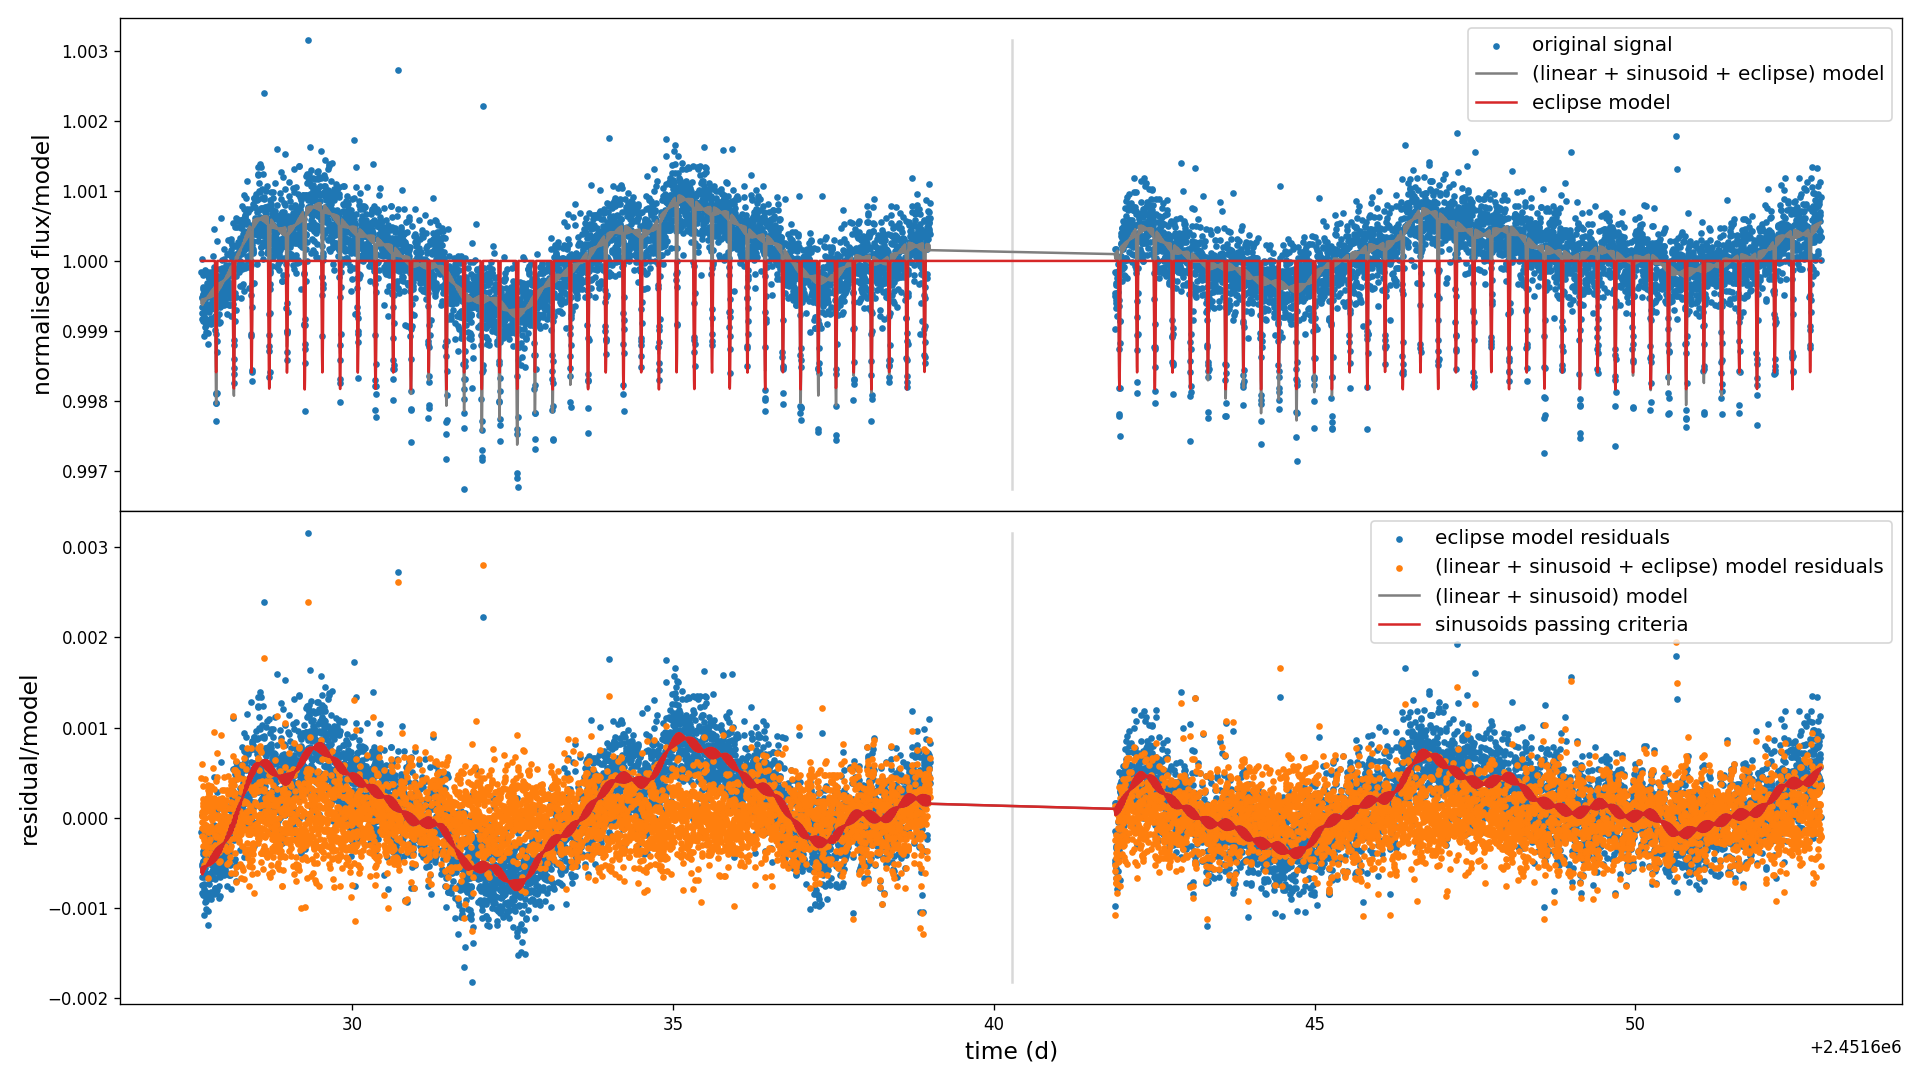 original signal
(linear + sinusoid + eclipse) model
eclipse model
normalised flux/model
1.003
1.002
1.001
1.000
0.999
0.998
0.997
eclipse model residuals
(linear + sinusoid + eclipse) model residuals
(linear + sinusoid) model
sinusoids passing criteria
residual/model
0.003
0.002
0.001
0.000
−0.001
−0.002
30 35 40 45 50
time (d)
+2.4516e6